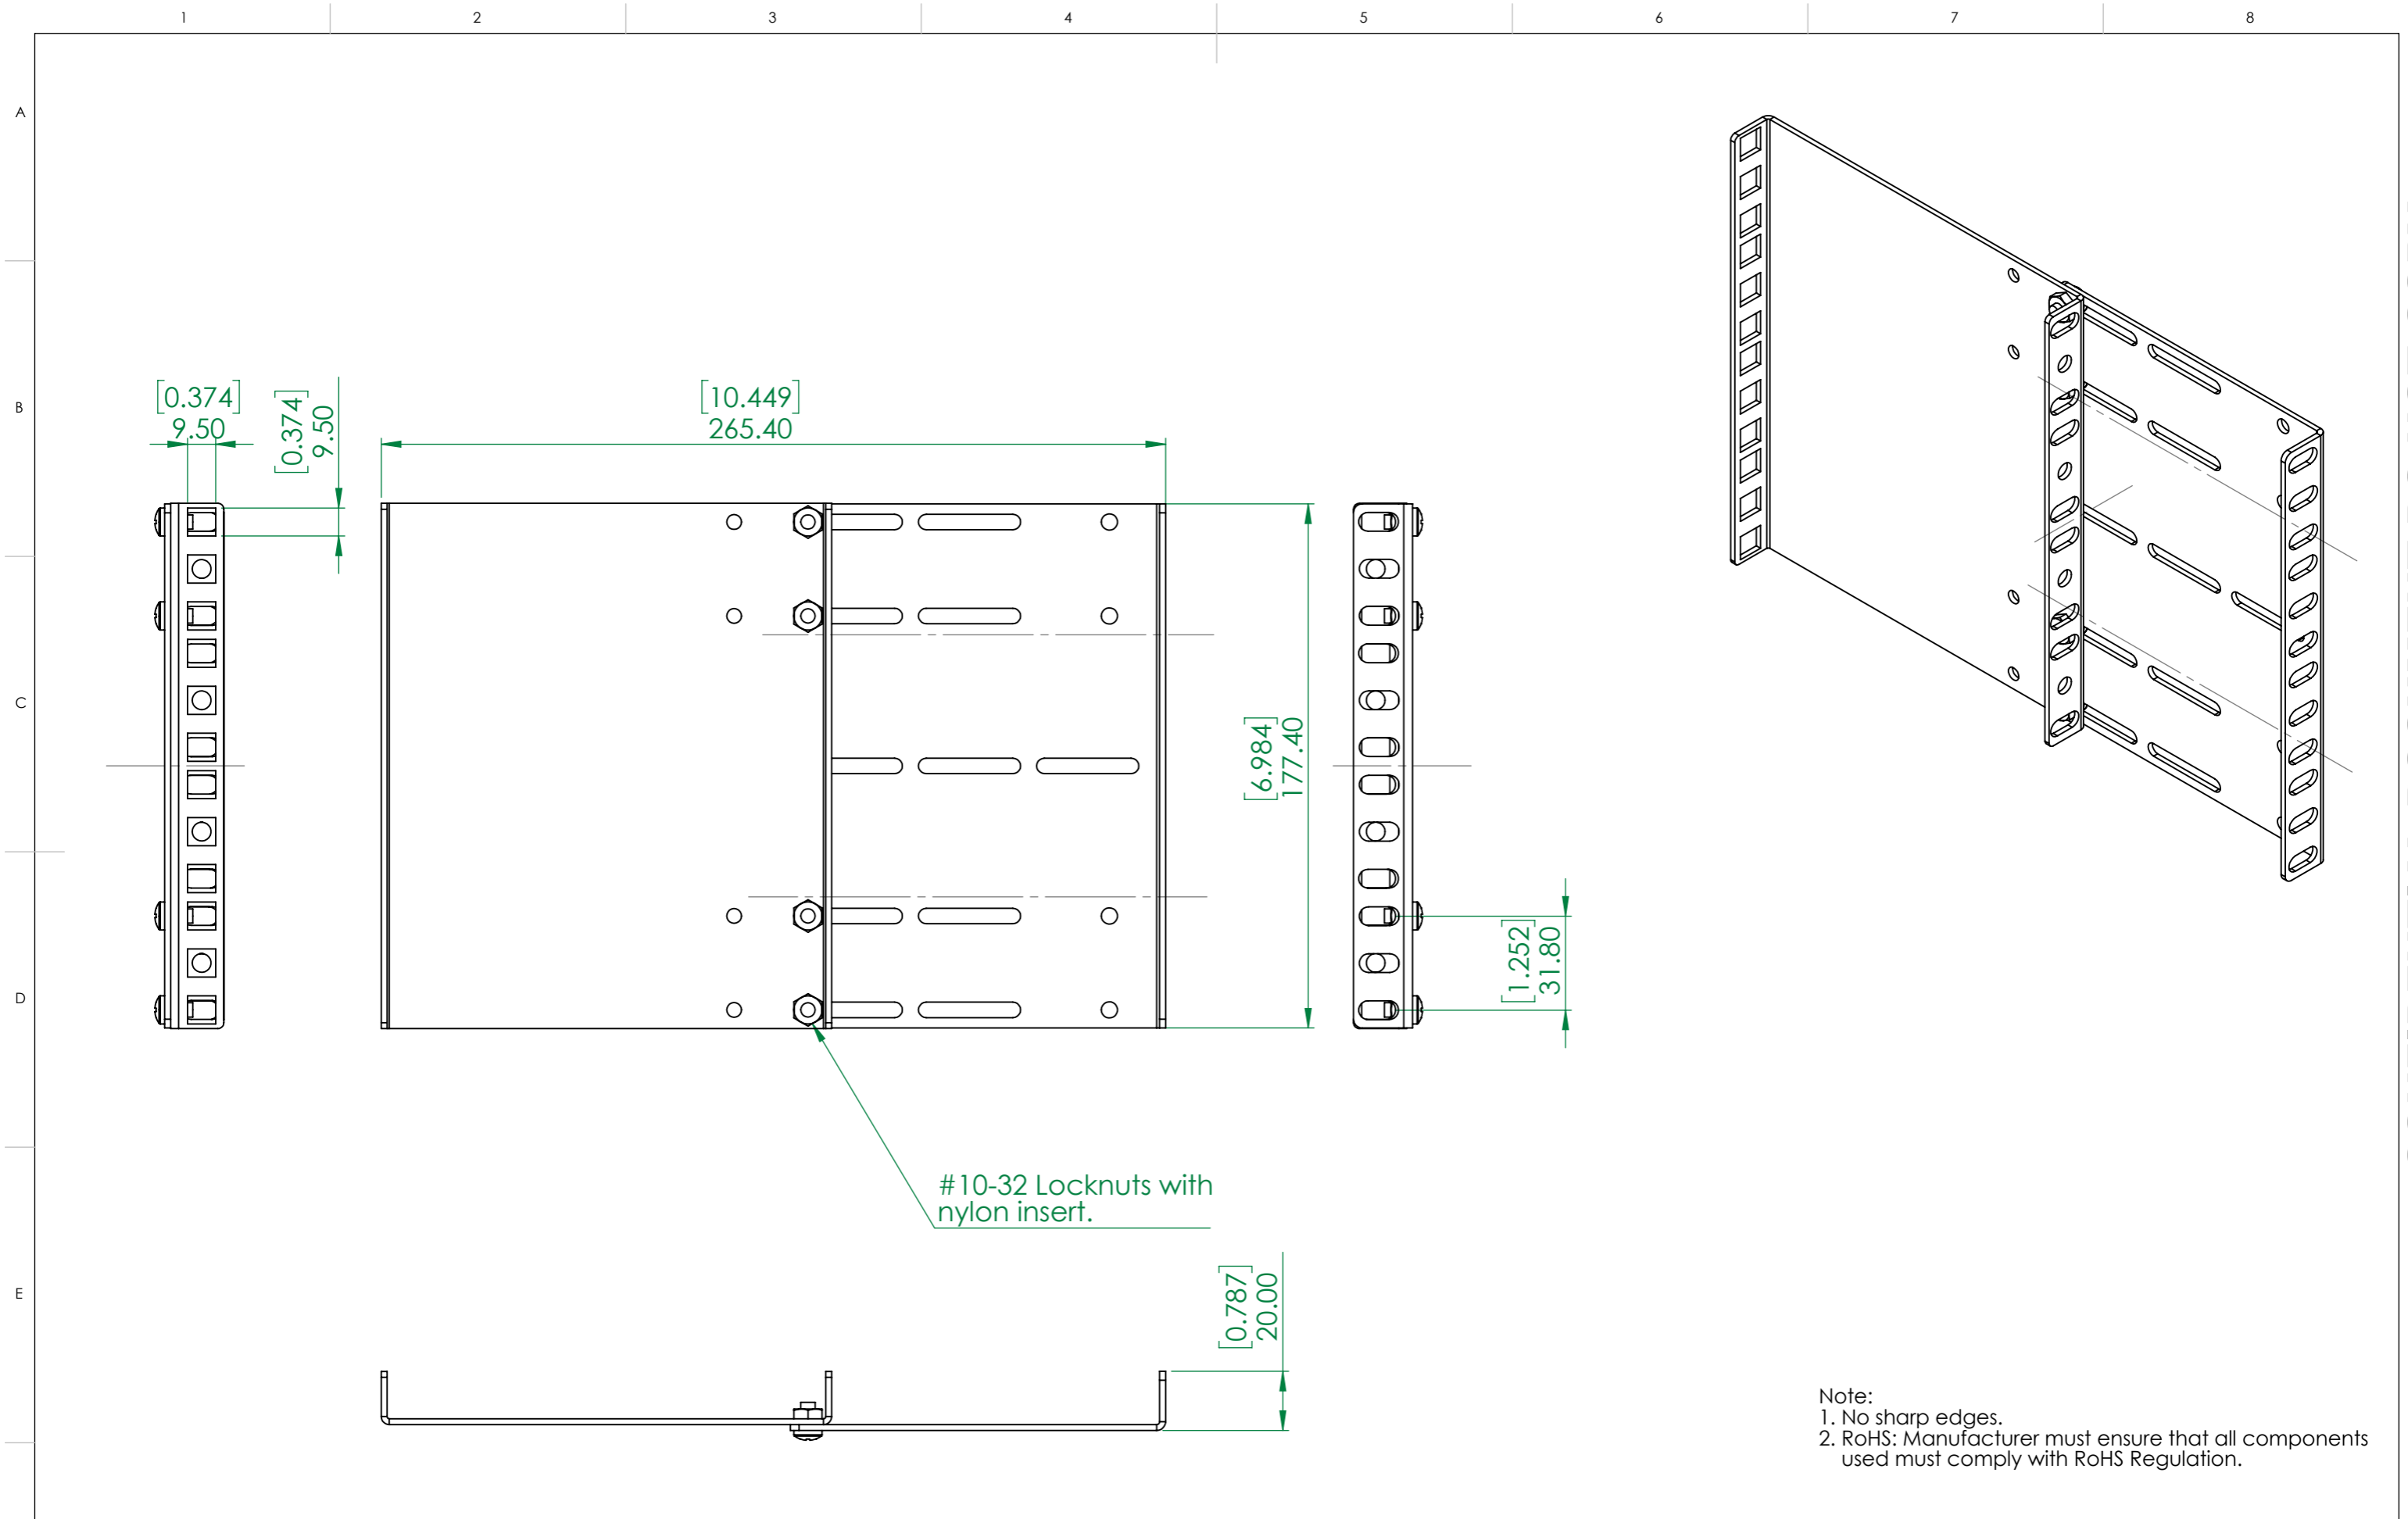 1 2 3 4 5 6 7 8
A
B
C
D
E
[0.374]
9.50
[0.374]
9.50
[10.449]
265.40
[6.984]
177.40
[1.252]
31.80
#10-32 Locknuts with
nylon insert.
[0.787]
20.00
Note:
1. No sharp edges.
2. RoHS: Manufacturer must ensure that all components
used must comply with RoHS Regulation.